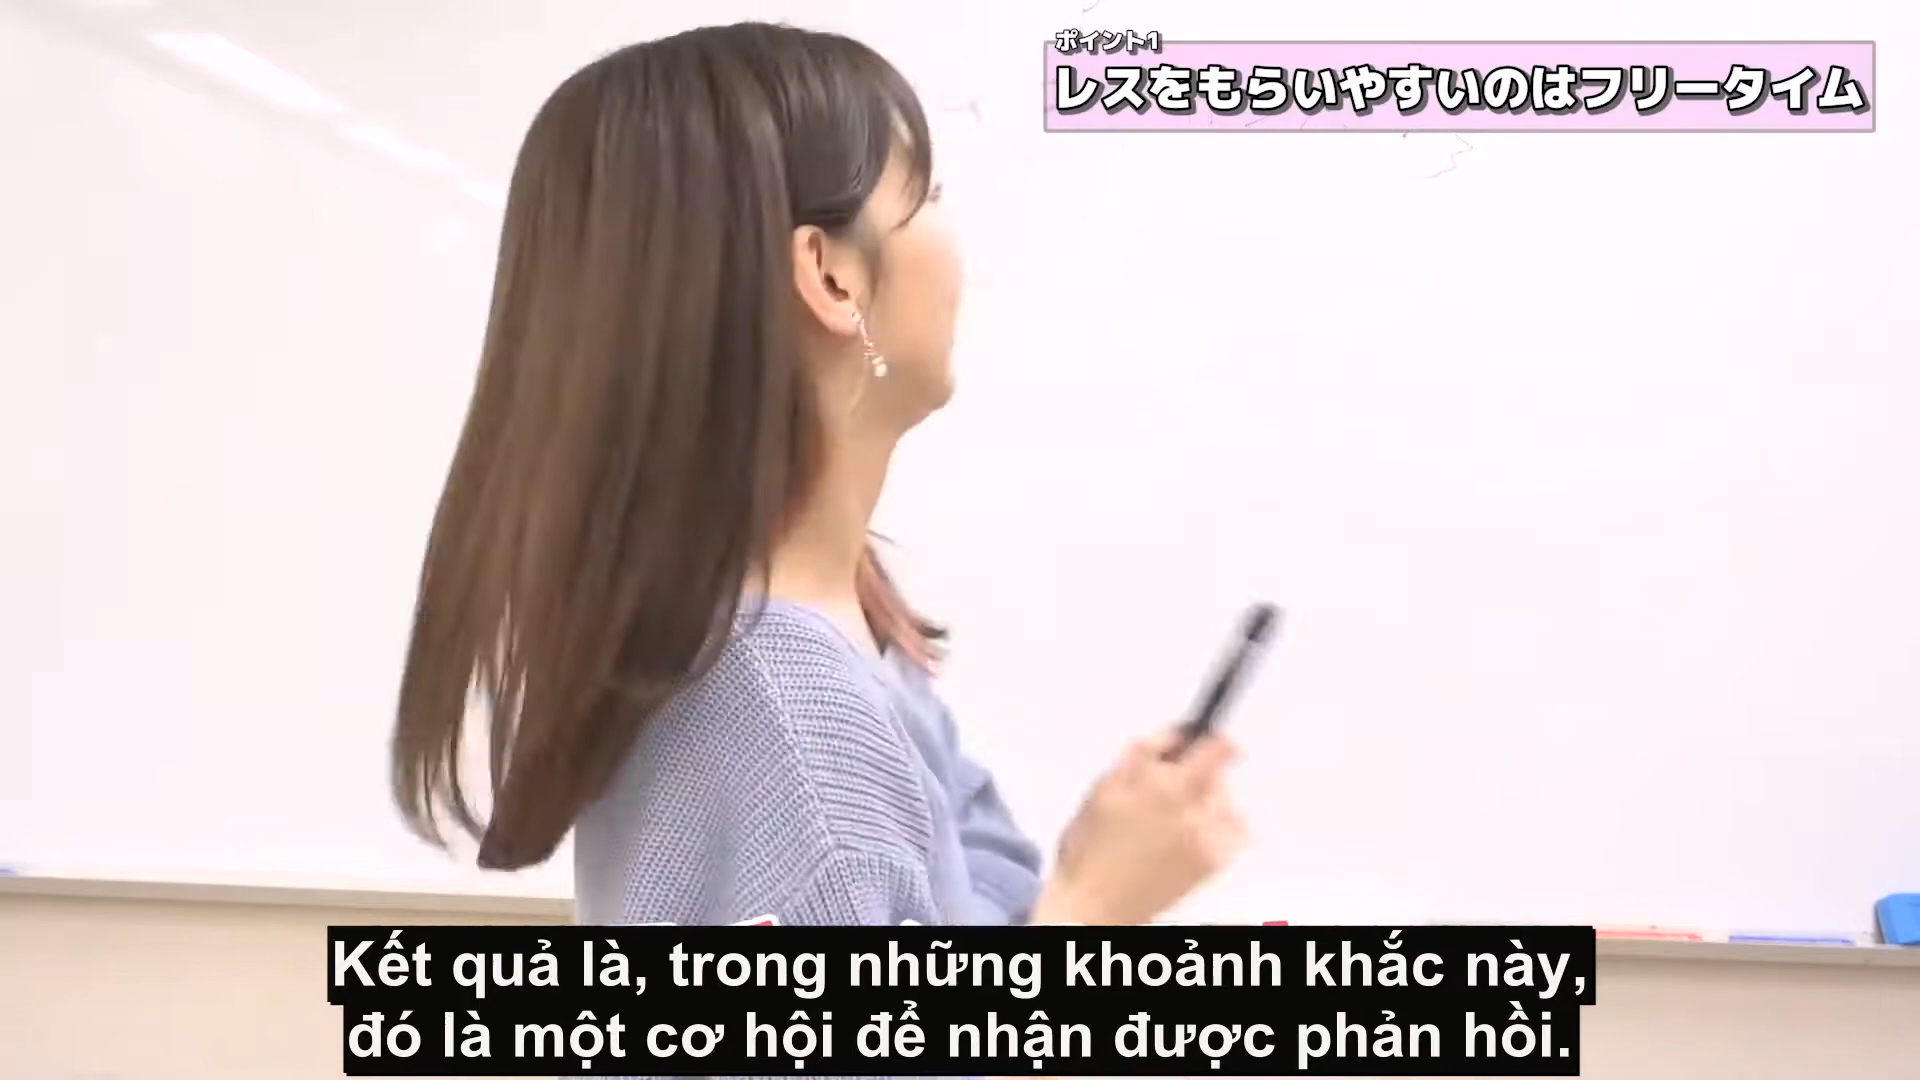 ポイント1
レスをもらいやすいのはフリータイム
Kết quả là, trong những khoảnh khắc này,
đó là một cơ hội để nhận được phản hồi.